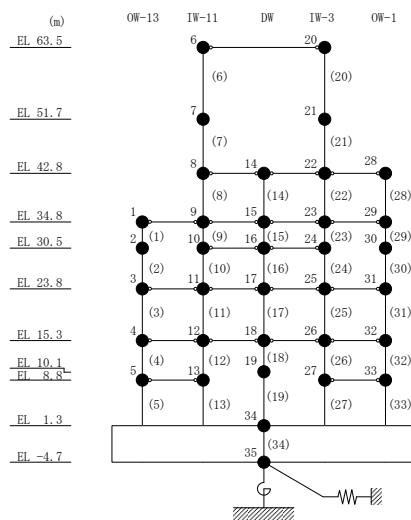 (m) OW-13 IW-11 DW IW-3 OW-1
EL 63.5 6 20
(6) (20)
EL 51.7 7 21
(7) (21)
EL 42.8 8 14 22 28
(8) (14) (22) (28)
EL 34.8 1 9 15 23 29
(1) (9) (15) (23) (29)
EL 30.5 2 10 16 24 30
(2) (10) (16) (24) (30)
EL 23.8 3 11 17 25 31
(3) (11) (17) (25) (31)
EL 15.3 4 12 18 26 32
(4) (12) (18) (26) (32)
EL 10.1 19
EL 8.8 5 13 27 33
(5) (13) (19) (27) (33)
EL 1.3 34
(34)
EL -4.7 35